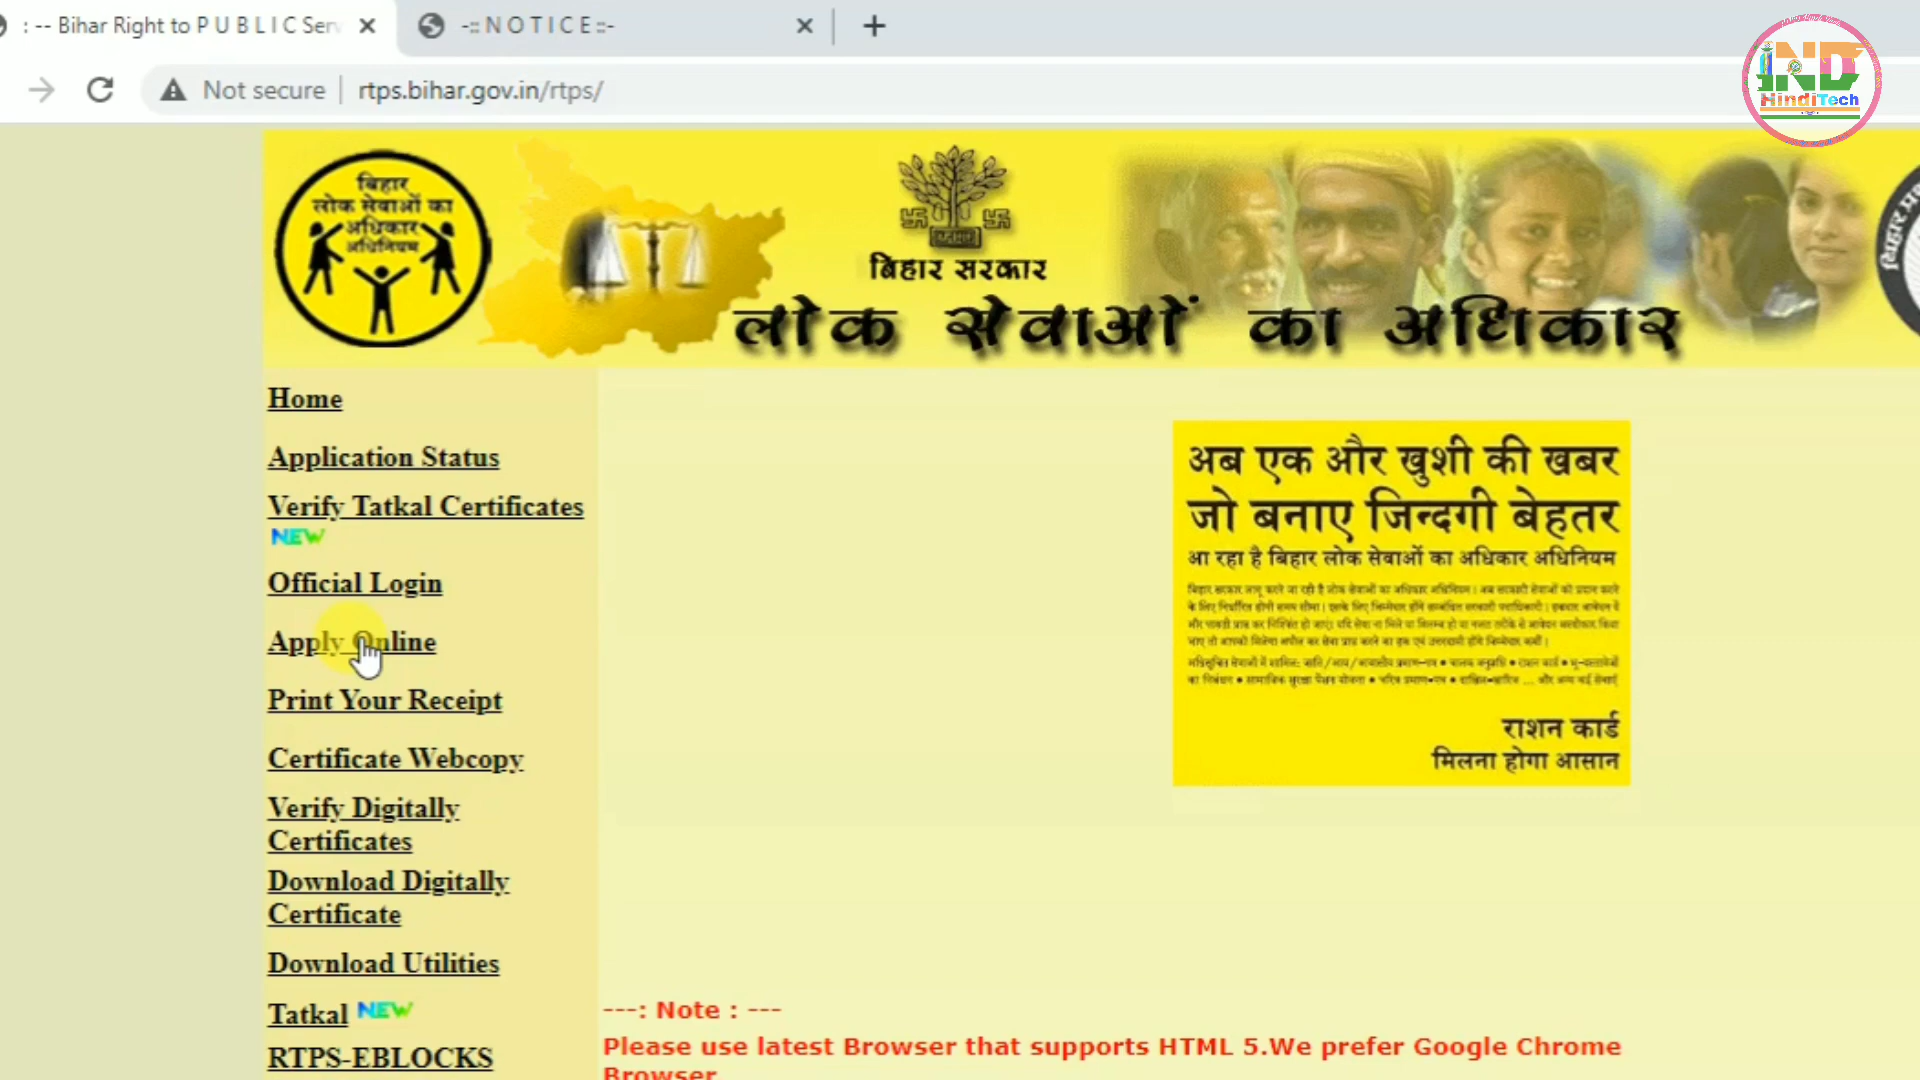 : -- Bihar Right to P U B L I C Serv
-:: N O T I C E ::-
Not secure
rtps.bihar.gov.in/rtps/
IND
HindiTech
बिहार
लोक सेवाओं का
अधिकार
अधिनियम
बिहार सरकार
लोक सेवाओं का अधिकार
Home
Application Status
Verify Tatkal Certificates
NEW
Official Login
Apply Online
Print Your Receipt
Certificate Webcopy
Verify Digitally
Certificates
Download Digitally
Certificate
Download Utilities
Tatkal NEW
RTPS-EBLOCKS
अब एक और खुशी की खबर
जो बनाए जिन्दगी बेहतर
आ रहा है बिहार लोक सेवाओं का अधिकार अधिनियम
राशन कार्ड
मिलना होगा आसान
---: Note : ---
Please use latest Browser that supports HTML 5.We prefer Google Chrome
Browser